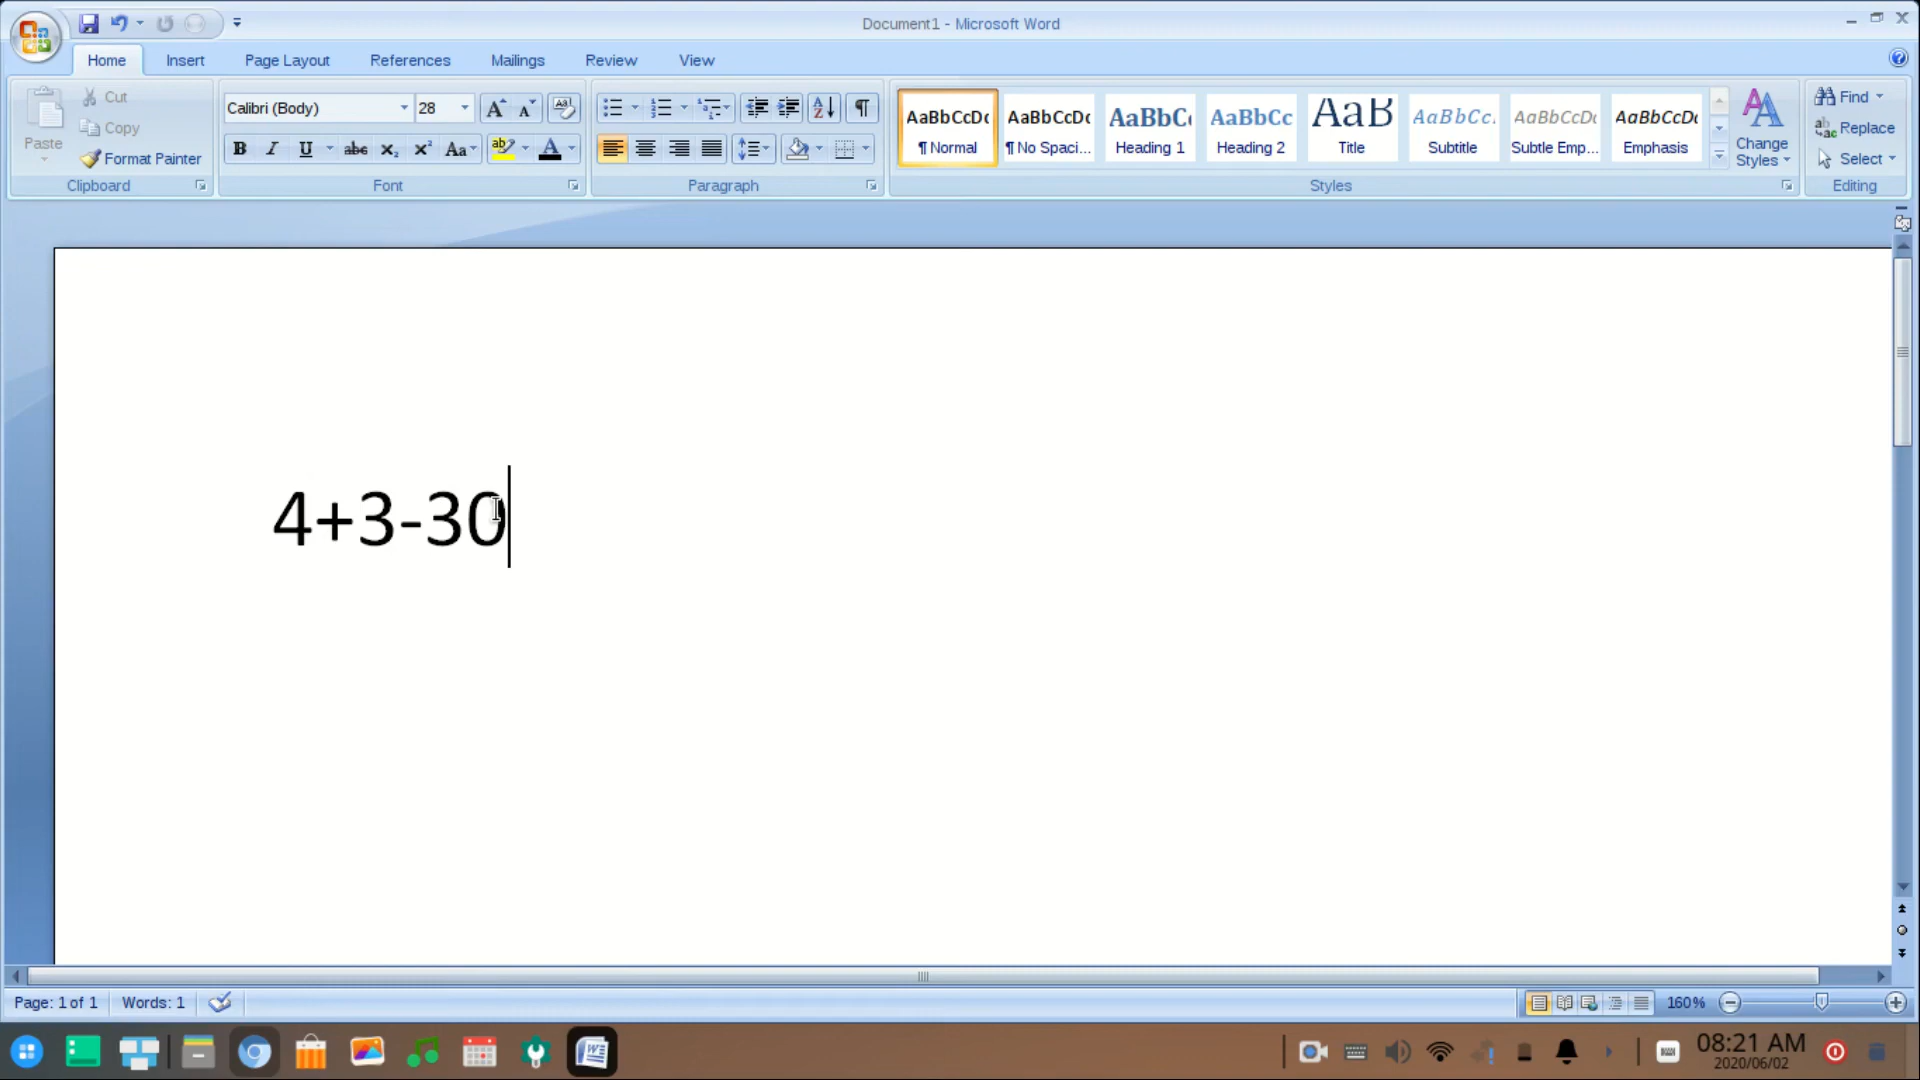 Document1 - Microsoft Word
Home Insert Page Layout References Mailings Review View
Paste
Cut
Copy
Format Painter
Clipboard
Calibri (Body) 28
Font
Paragraph
AaBbCcDc AaBbCcDc AaBbC AaBbCc AaB AaBbCc. AaBbCcDc AaBbCcDc
¶ Normal ¶ No Spaci... Heading 1 Heading 2 Title Subtitle Subtle Emp... Emphasis
Change Styles
Styles
Find
Replace
Select
Editing
4+3-30
Page: 1 of 1 Words: 1 160%
08:21 AM
2020/06/02